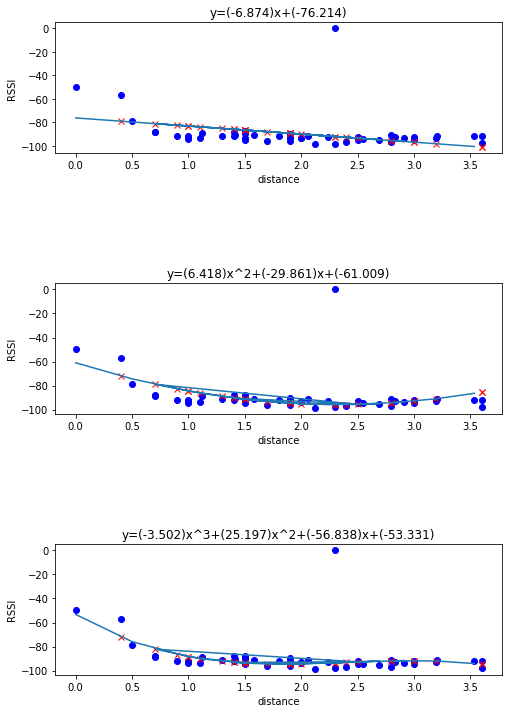 y=(-6.874)x+(-76.214)
0
−20
−40
−60
−80
−100
RSSI
0.0 0.5 1.0 1.5 2.0 2.5 3.0 3.5
distance
y=(6.418)x^2+(-29.861)x+(-61.009)
0
−20
−40
−60
−80
−100
RSSI
0.0 0.5 1.0 1.5 2.0 2.5 3.0 3.5
distance
y=(-3.502)x^3+(25.197)x^2+(-56.838)x+(-53.331)
0
−20
−40
−60
−80
−100
RSSI
0.0 0.5 1.0 1.5 2.0 2.5 3.0 3.5
distance